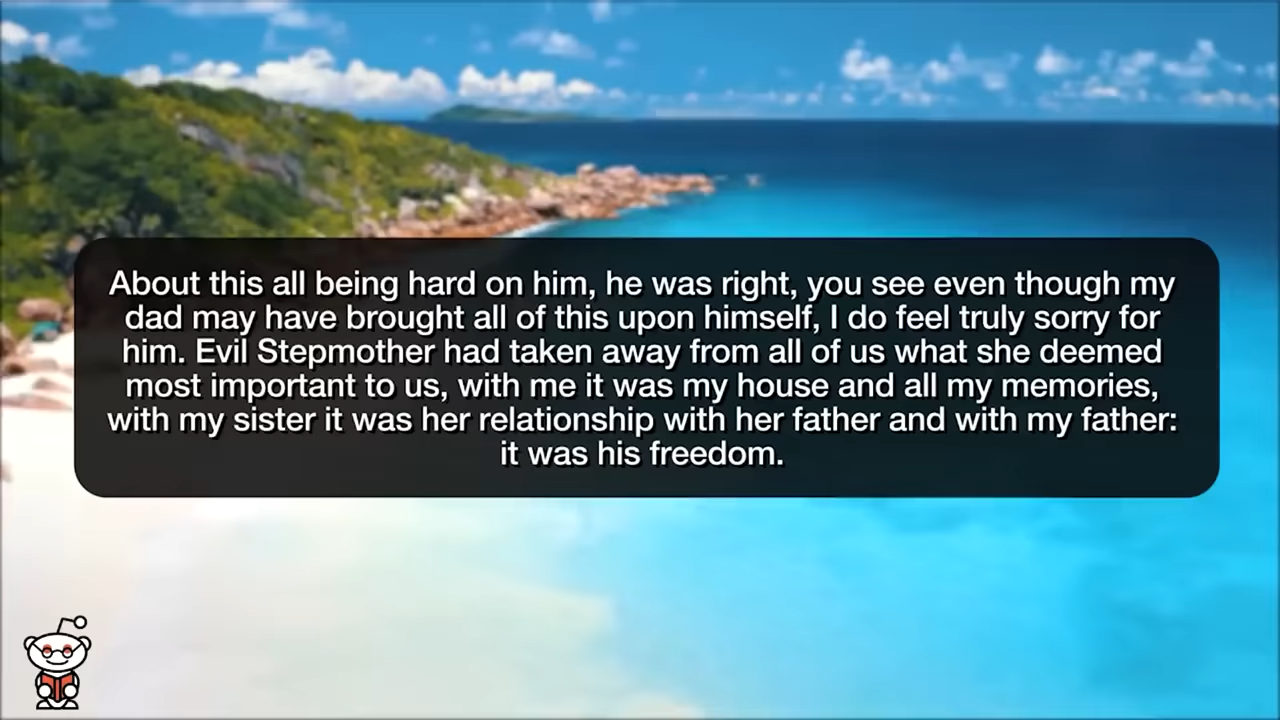 About this all being hard on him, he was right, you see even though my
dad may have brought all of this upon himself, I do feel truly sorry for
him. Evil Stepmother had taken away from all of us what she deemed
most important to us, with me it was my house and all my memories,
with my sister it was her relationship with her father and with my father:
it was his freedom.